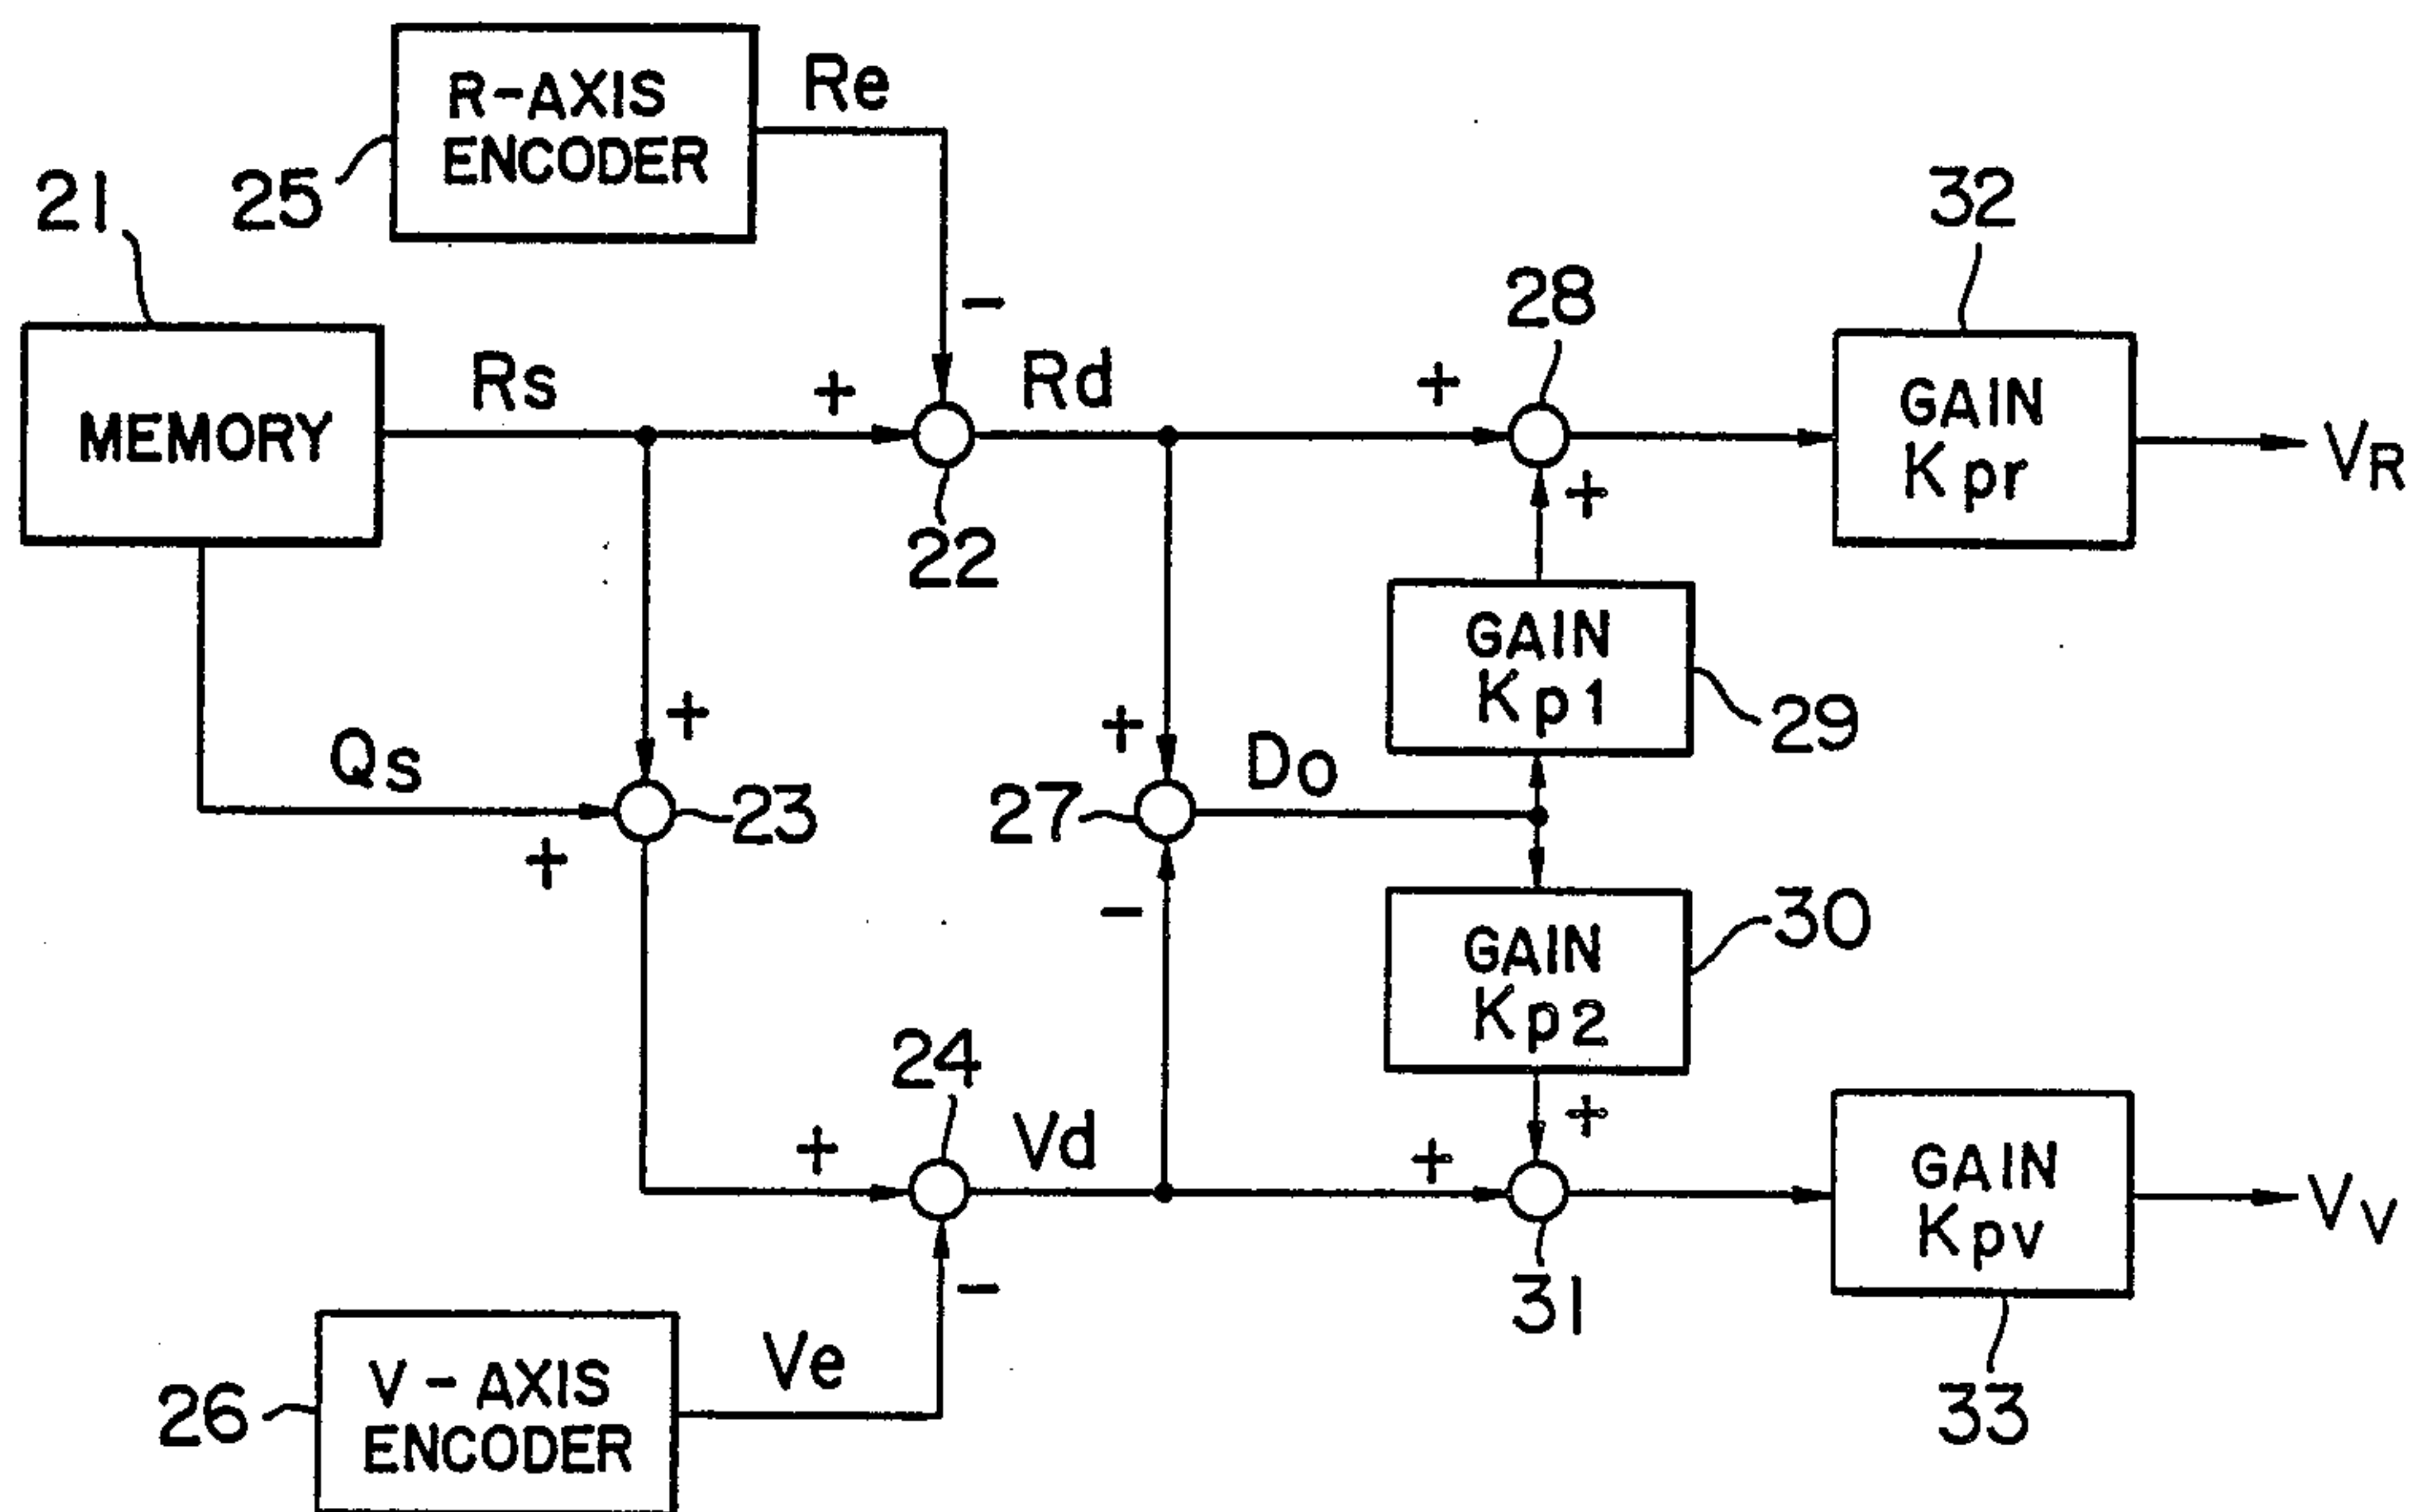 R-AXIS
ENCODER
Re
25
21
MEMORY
Rs
+
-
22
Rd
+
28
+
32
GAIN
Kpr
VR
Qs
+
+
23
+
27
-
Do
GAIN
Kp1
29
GAIN
Kp2
30
24
+
Vd
-
+
+
31
GAIN
Kpv
33
Vv
V-AXIS
ENCODER
26
Ve